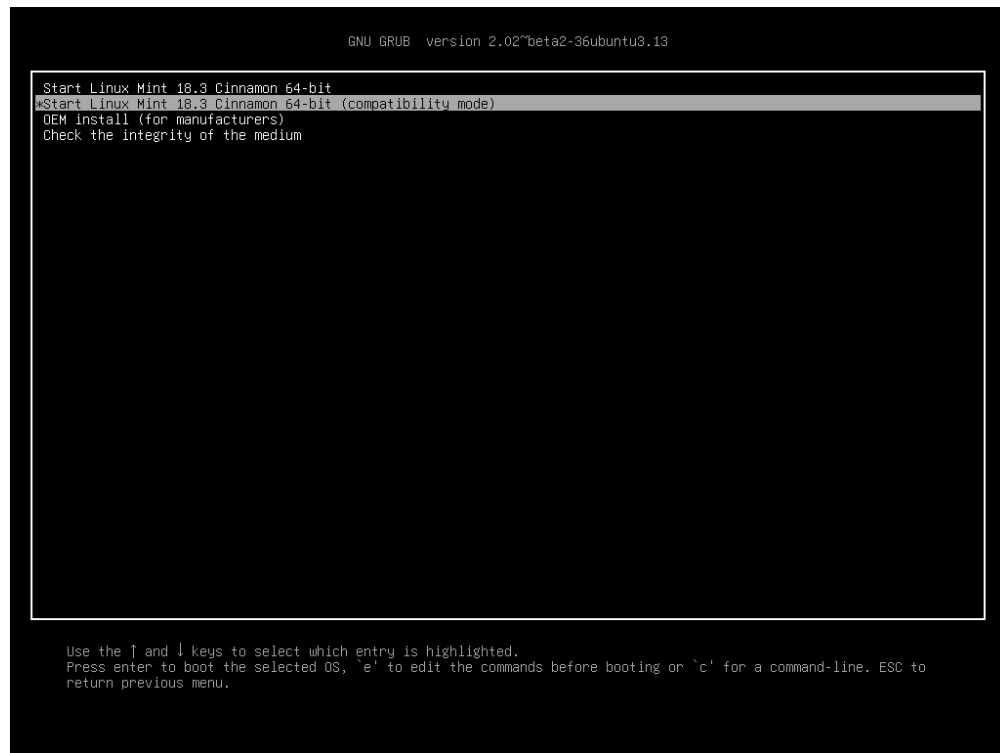 GNU GRUB version 2.02~beta2-36ubuntu3.13
Start Linux Mint 18.3 Cinnamon 64-bit
*Start Linux Mint 18.3 Cinnamon 64-bit (compatibility mode)
OEM install (for manufacturers)
Check the integrity of the medium
Use the ↑ and ↓ keys to select which entry is highlighted.
Press enter to boot the selected OS, `e' to edit the commands before booting or `c' for a command-line. ESC to
return previous menu.